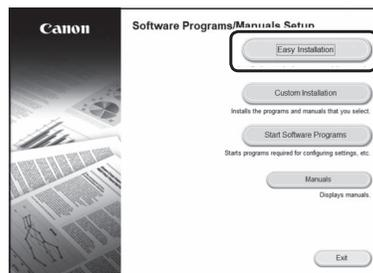 Canon
Software Programs/Manuals Setup
Easy Installation
Custom Installation
Installs the programs and manuals that you select.
Start Software Programs
Starts programs required for configuring settings, etc.
Manuals
Displays manuals.
Exit